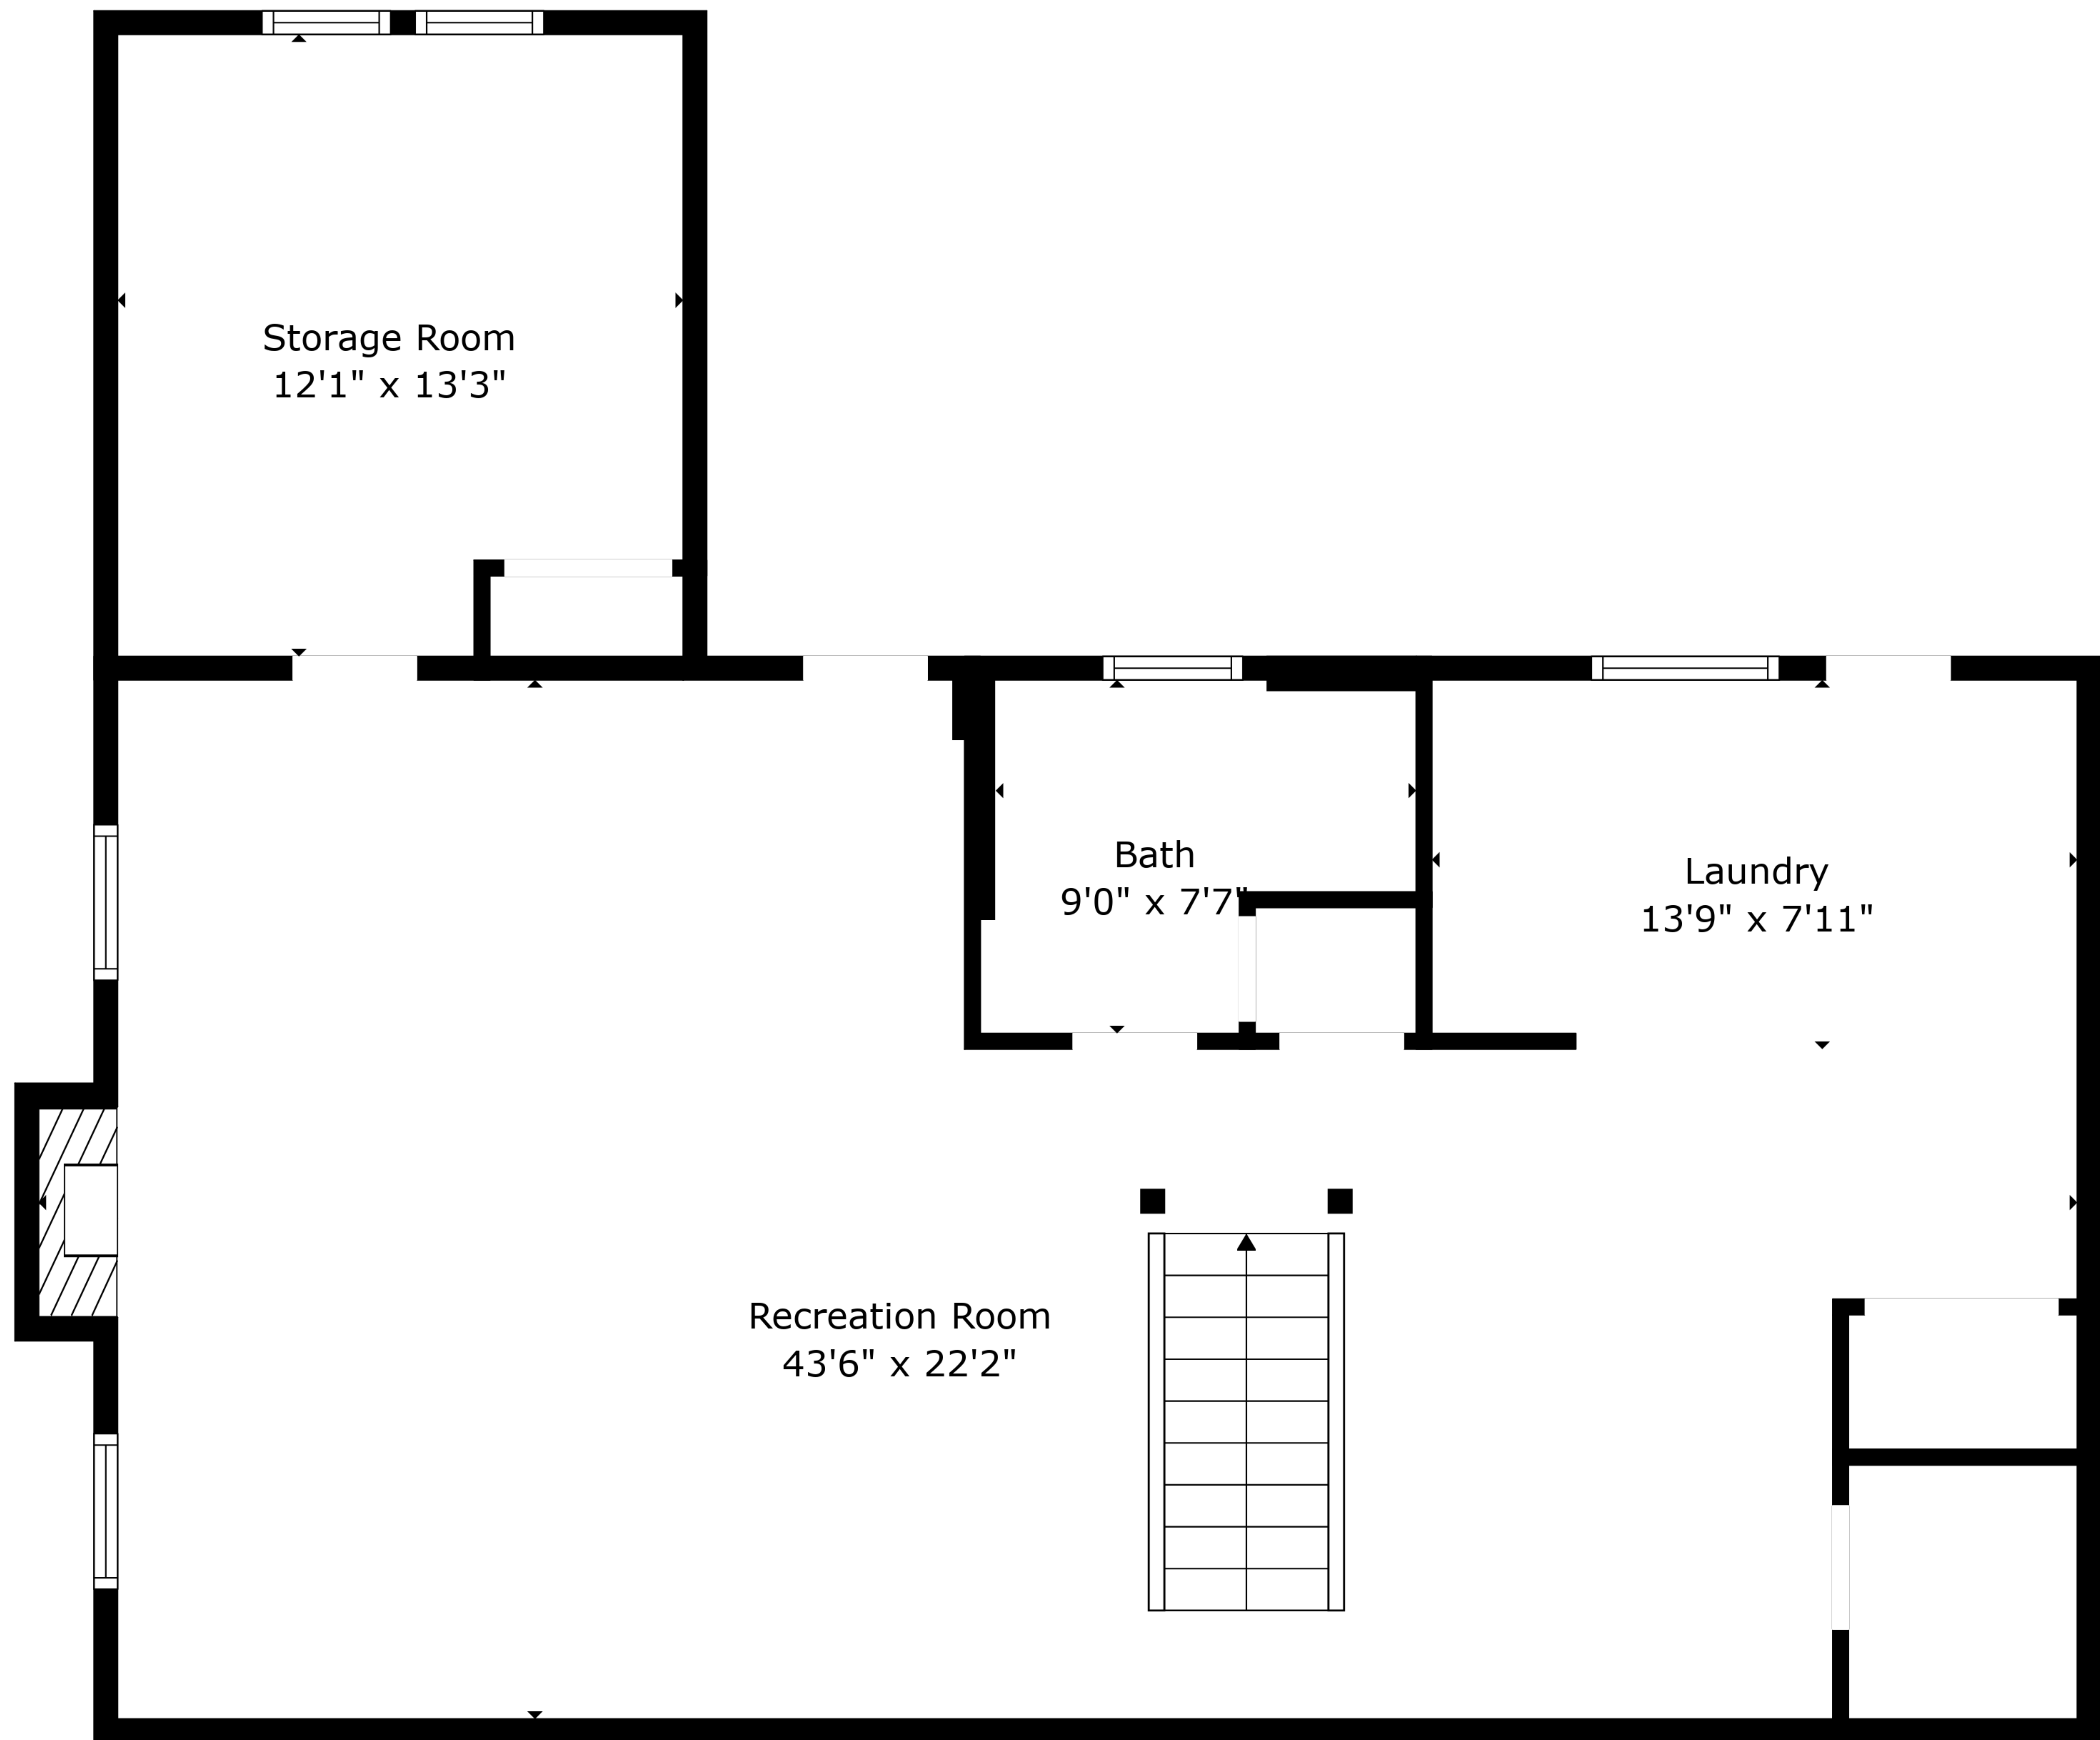 Storage Room
12'1" x 13'3"
Bath
9'0" x 7'7"
Laundry
13'9" x 7'11"
Recreation Room
43'6" x 22'2"